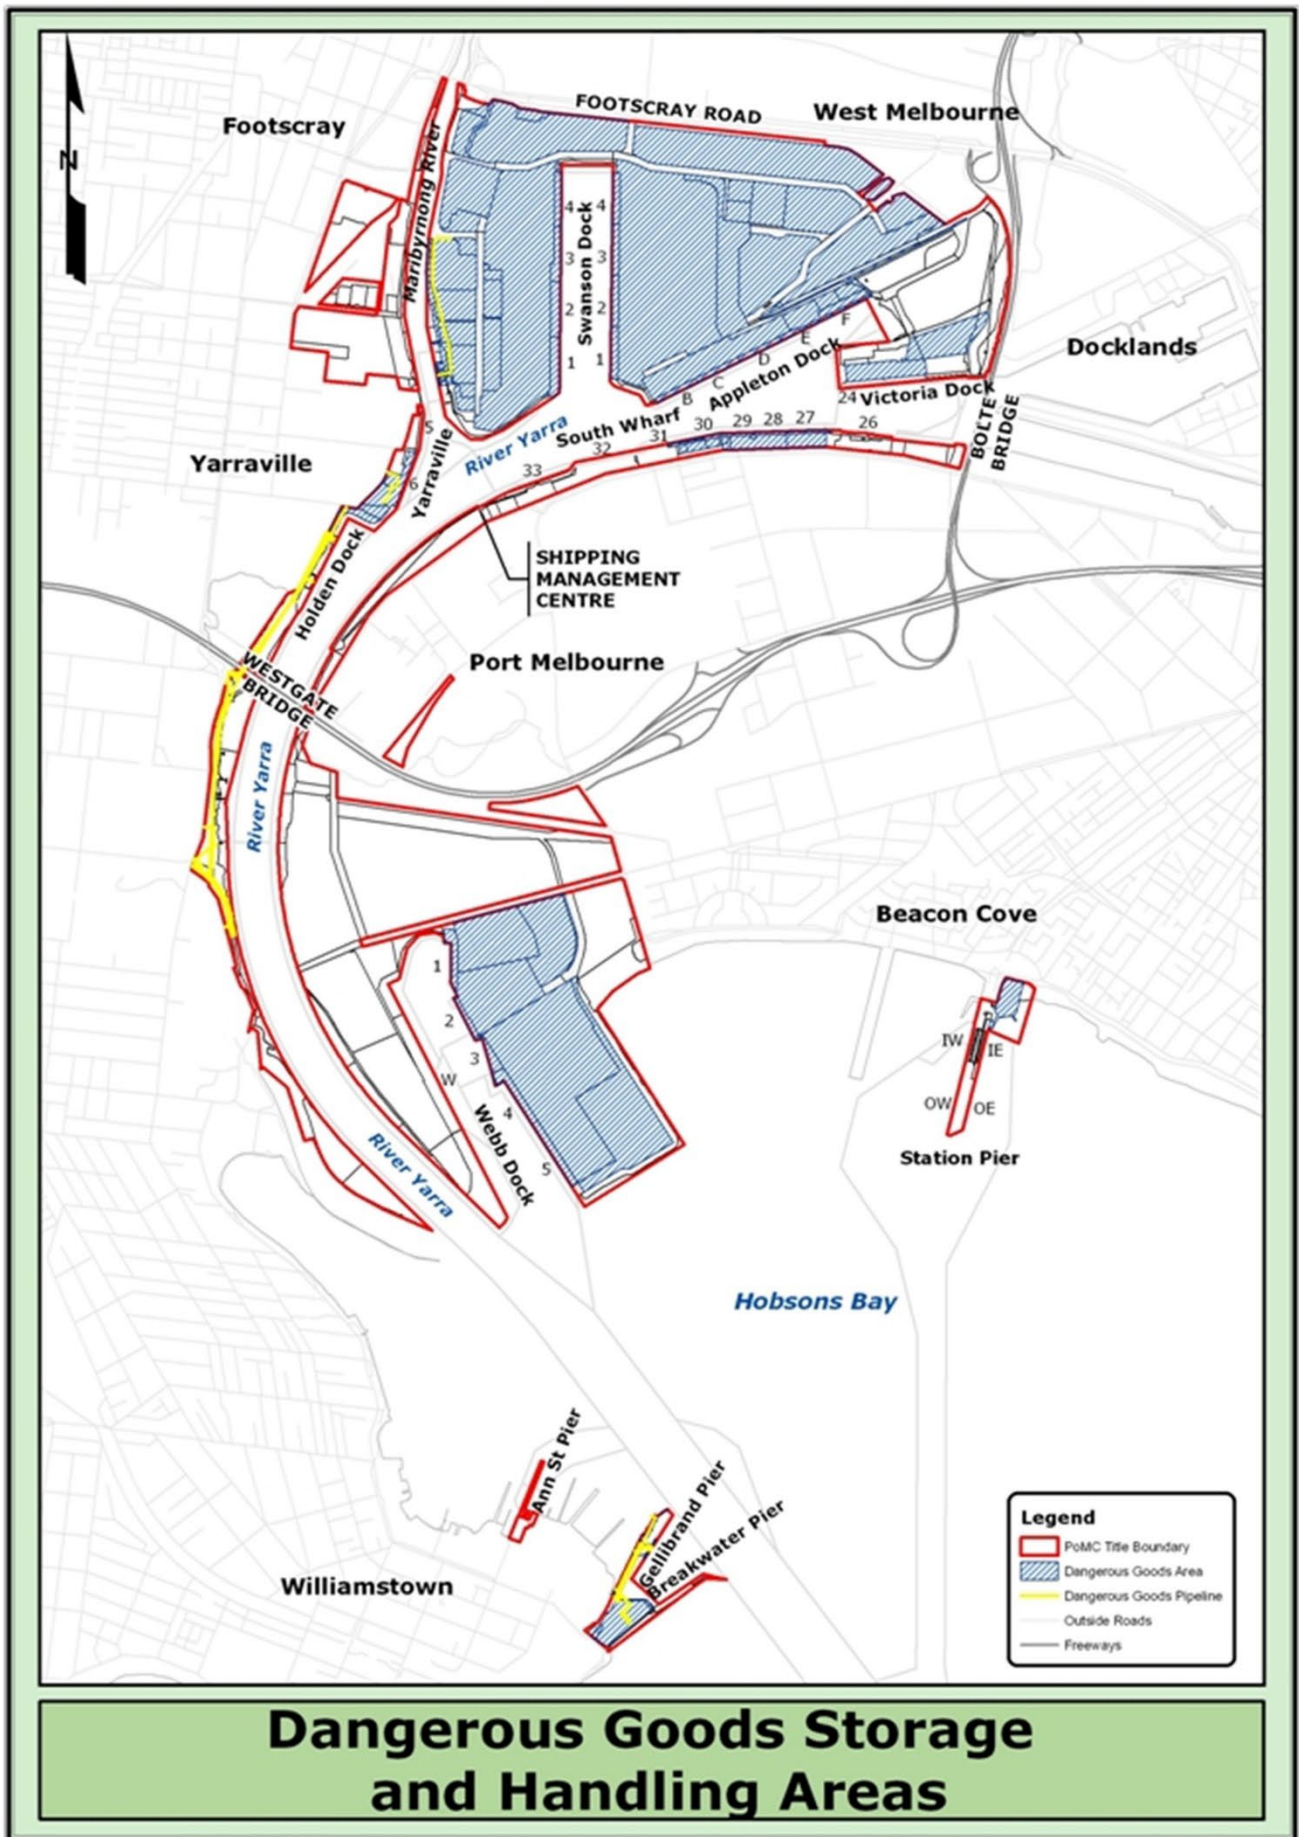 FOOTSCRAY ROAD
West Melbourne
Footscray
N
Maribyrnong River
Swanson Dock
4
4
3
3
2
2
1
1
F
E
D
C
B
Appleton Dock
Docklands
24
Victoria Dock
BOLTE
BRIDGE
River Yarra
South Wharf
33
32
31
30
29
28
27
26
5
6
Yarraville
Yarraville
Holden Dock
SHIPPING
MANAGEMENT
CENTRE
WESTGATE
BRIDGE
Port Melbourne
River Yarra
Beacon Cove
1
2
3
W
4
5
Webb Dock
IW
IE
OW
OE
Station Pier
River Yarra
Hobsons Bay
Ann St Pier
Gellibrand Pier
Breakwater Pier
Williamstown
Legend
PoMC Title Boundary
Dangerous Goods Area
Dangerous Goods Pipeline
Outside Roads
Freeways
Dangerous Goods Storage
and Handling Areas